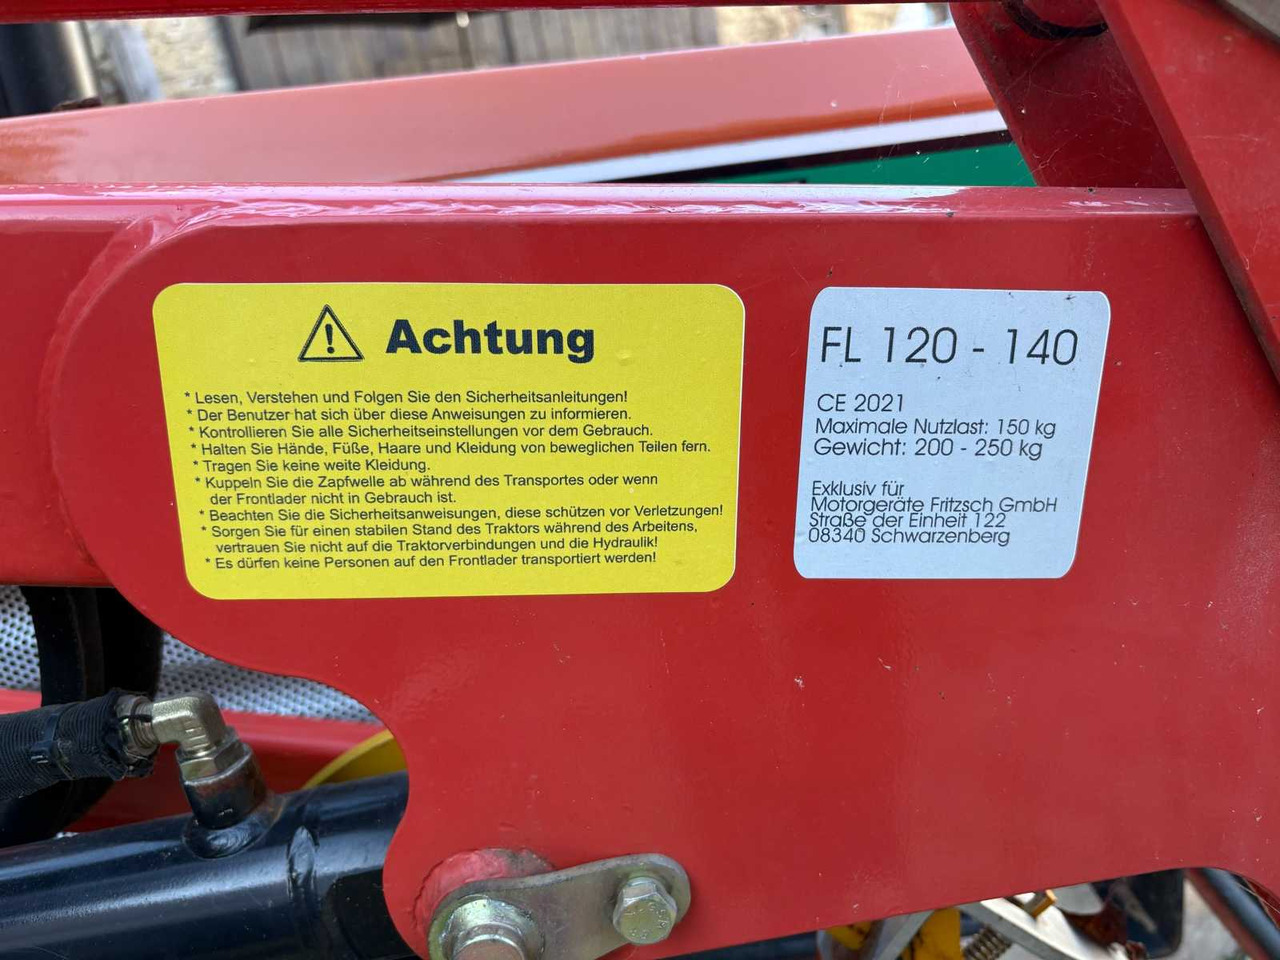 Achtung
* Lesen, Verstehen und Folgen Sie den Sicherheitsanleitungen!
* Der Benutzer hat sich über diese Anweisungen zu informieren.
* Kontrollieren Sie alle Sicherheitseinstellungen vor dem Gebrauch.
* Halten Sie Hände, Füße, Haare und Kleidung von beweglichen Teilen fern.
* Tragen Sie keine weite Kleidung.
* Kuppeln Sie die Zapfwelle ab während des Transportes oder wenn
der Frontlader nicht in Gebrauch ist.
* Beachten Sie die Sicherheitsanweisungen, diese schützen vor Verletzungen!
* Sorgen Sie für einen stabilen Stand des Traktors während des Arbeitens,
vertrauen Sie nicht auf die Traktorverbindungen und die Hydraulik!
* Es dürfen keine Personen auf den Frontlader transportiert werden!
FL 120 - 140
CE 2021
Maximale Nutzlast: 150 kg
Gewicht: 200 - 250 kg
Exklusiv für
Motorgeräte Fritzsch GmbH
Straße der Einheit 122
08340 Schwarzenberg